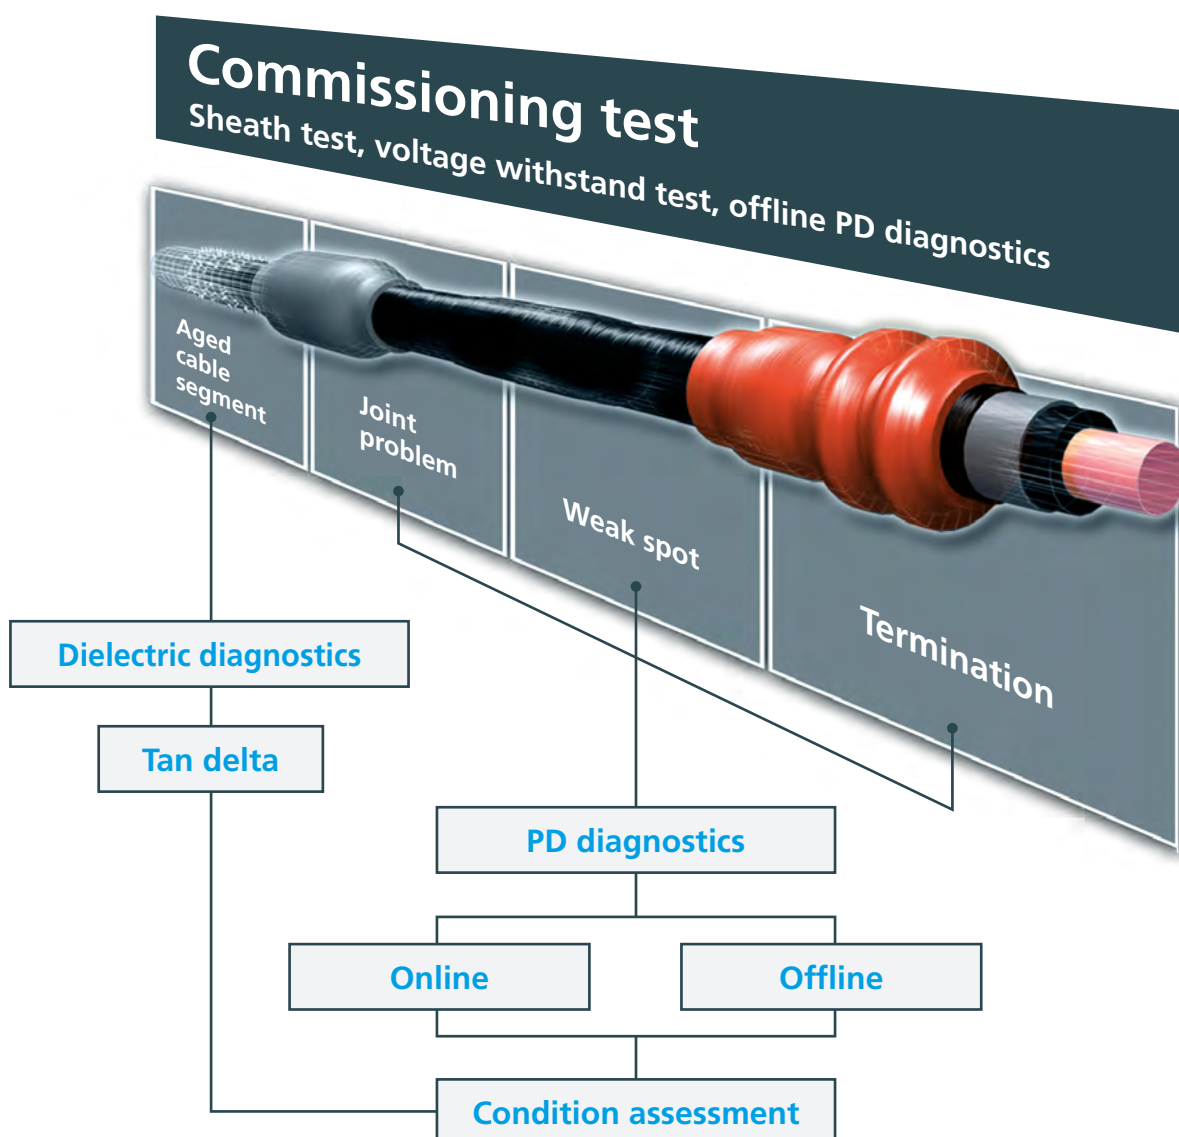 Commissioning test
Sheath test, voltage withstand test, offline PD diagnostics
Aged
cable
segment
Joint
problem
Weak spot
Termination
Dielectric diagnostics
Tan delta
PD diagnostics
Online
Offline
Condition assessment